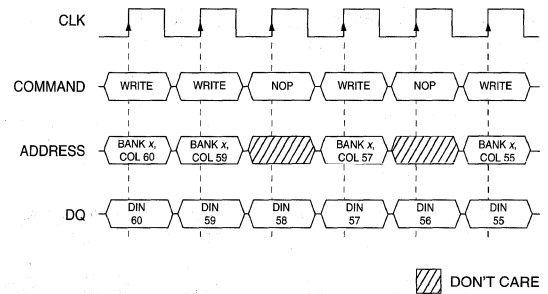 CLK
COMMAND WRITE WRITE NOP WRITE NOP WRITE
ADDRESS
BANK x, COL 60
BANK x, COL 59
BANK x, COL 57
BANK x, COL 55
DQ
DIN 60
DIN 59
DIN 58
DIN 57
DIN 56
DIN 55
DON'T CARE